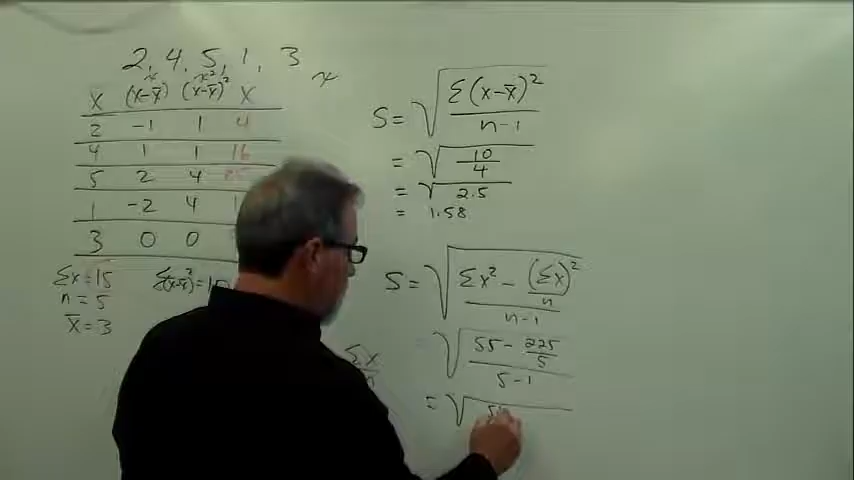 2, 4, 5, 1, 3
X (x-x̄) (x-x̄)² X
2 -1 1 4
4 1 1 16
5 2 4 25
1 -2 4 1
3 0 0
Σx = 15 Σ(x-x̄)² = 10
n = 5
x̄ = 3
Σx
n
S = √ Σ(x-x̄)²
n-1
= √ 10
4
= √ 2.5
= 1.58
S = √ Σx² - (Σx)²
n
n-1
√ 55 - 225
5
5-1
= √ 55